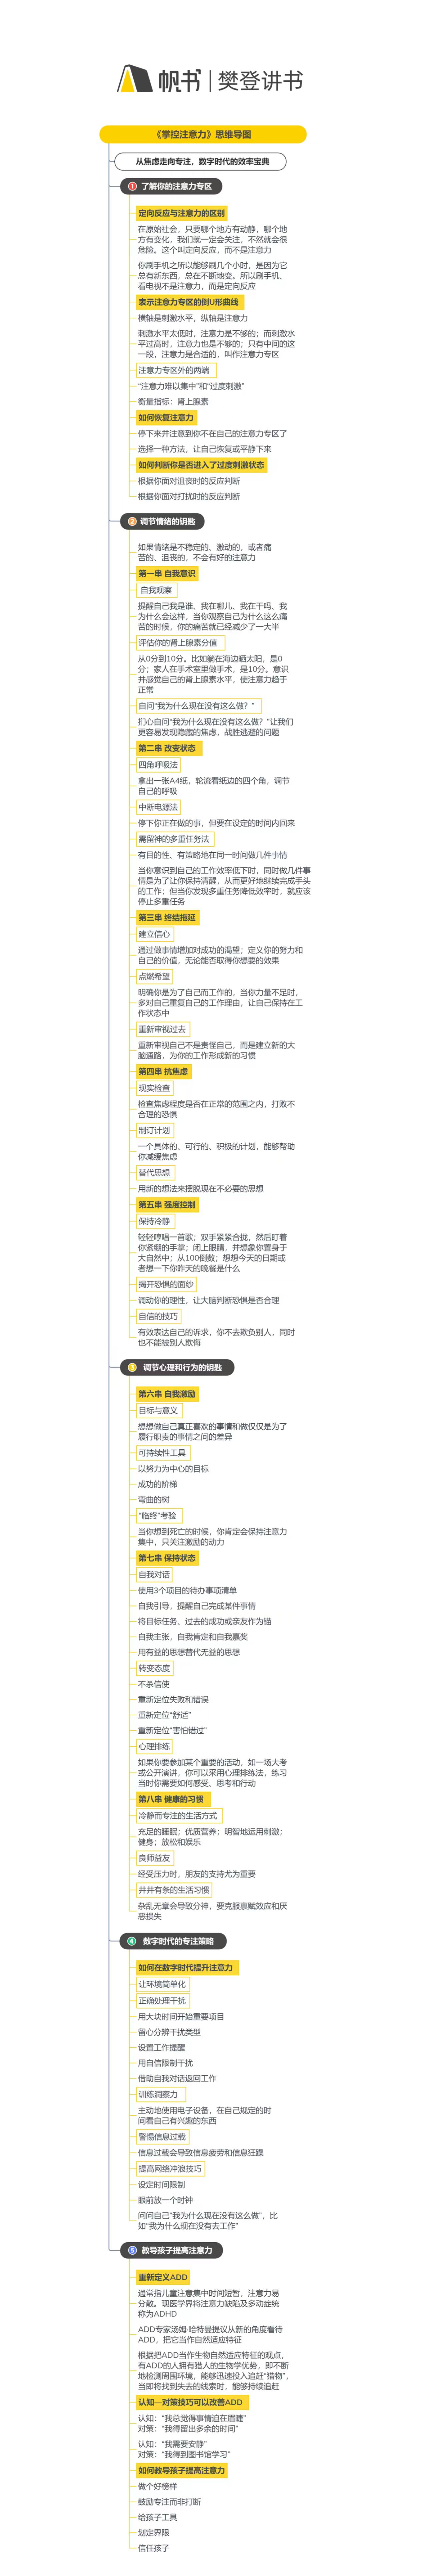 帆书 | 樊登讲书
《掌控注意力》思维导图
从焦虑走向专注，数字时代的效率宝典
1 了解你的注意力专区
定向反应与注意力的区别
在原始社会，只要哪个地方有动静，哪个地
方有变化，我们就一定会关注，不然就会很
危险。这个叫定向反应，而不是注意力
你刷手机之所以能够刷几个小时，是因为它
总有新东西，总在不断地变。所以刷手机、
看电视不是注意力，而是定向反应
表示注意力专区的倒U形曲线
横轴是刺激水平，纵轴是注意力
刺激水平太低时，注意力是不够的；而刺激水
平过高时，注意力也是不够的；只有中间的这
一段，注意力是合适的，叫作注意力专区
注意力专区外的两端
“注意力难以集中”和“过度刺激”
衡量指标：肾上腺素
如何恢复注意力
停下来并注意到你不在自己的注意力专区了
选择一种方法，让自己恢复或平静下来
如何判断你是否进入了过度刺激状态
根据你面对沮丧时的反应判断
根据你面对打扰时的反应判断
2 调节情绪的钥匙
如果情绪是不稳定的、激动的，或者痛
苦的、沮丧的，不会有好的注意力
第一串 自我意识
自我观察
提醒自己我是谁、我在哪儿、我在干吗、我
为什么会这样，当你观察自己为什么这么痛
苦的时候，你的痛苦就已经减少了一大半
评估你的肾上腺素分值
从0分到10分。比如躺在海边晒太阳，是0
分；家人在手术室里做手术，是10分。意识
并感觉自己的肾上腺素水平，使注意力趋于
正常
自问“我为什么现在没有这么做？”
扪心自问“我为什么现在没有这么做？”让我们
更容易发现隐藏的焦虑，战胜逃避的问题
第二串 改变状态
四角呼吸法
拿出一张A4纸，轮流看纸边的四个角，调节
自己的呼吸
中断电源法
停下你正在做的事，但要在设定的时间内回来
需留神的多重任务法
有目的性、有策略地在同一时间做几件事情
当你意识到自己的工作效率低下时，同时做几件事
情是为了让你保持清醒，从而更好地继续完成手头
的工作；但当你发现多重任务降低效率时，就应该
停止多重任务
第三串 终结拖延
建立信心
通过做事情增加对成功的渴望；定义你的努力和
自己的价值，无论能否取得你想要的效果
点燃希望
明确你是为了自己而工作的，当你力量不足时，
多对自己重复自己的工作理由，让自己保持在工
作状态中
重新审视过去
重新审视自己不是责怪自己，而是建立新的大
脑通路，为你的工作形成新的习惯
第四串 抗焦虑
现实检查
检查焦虑程度是否在正常的范围之内，打败不
合理的恐惧
制订计划
一个具体的，可行的、积极的计划，能够帮助
你减缓焦虑
替代思想
用新的想法来摆脱现在不必要的思想
第五串 强度控制
保持冷静
轻轻哼唱一首歌；双手紧紧合拢，然后盯着
你紧绷的手掌；闭上眼睛，并想象你置身于
大自然中；从100倒数；想想今天的日期或
者想一下你昨天的晚餐是什么
揭开恐惧的面纱
调动你的理性，让大脑判断恐惧是否合理
自信的技巧
有效表达自己的诉求，你不去欺负别人，同时
也不能被别人欺侮
3 调节心理和行为的钥匙
第六串 自我激励
目标与意义
想想做自己真正喜欢的事情和做仅仅是为了
履行职责的事情之间的差异
可持续性工具
以努力为中心的目标
成功的阶梯
弯曲的树
“临终”考验
当你想到死亡的时候，你肯定会保持注意力
集中，只关注激励的动力
第七串 保持状态
自我对话
使用3个项目的待办事项清单
自我引导，提醒自己完成某件事情
将目标任务、过去的成功或亲友作为锚
自我主张，自我肯定和自我嘉奖
用有益的思想替代无益的思想
转变态度
不杀信使
重新定位失败和错误
重新定位“舒适”
重新定位“害怕错过”
心理排练
如果你要参加某个重要的活动，如一场大考
或公开演讲，你可以采用心理排练法，练习
当时你需要如何感受，思考和行动
第八串 健康的习惯
冷静而专注的生活方式
充足的睡眠；优质营养；明智地运用刺激；
健身；放松和娱乐
良师益友
经受压力时，朋友的支持尤为重要
井井有条的生活习惯
杂乱无章会导致分神，要克服禀赋效应和厌
恶损失
4 数字时代的专注策略
如何在数字时代提升注意力
让环境简单化
正确处理干扰
用大块时间开始重要项目
留心分辨干扰类型
设置工作提醒
用自信限制干扰
借助自我对话返回工作
训练洞察力
主动地使用电子设备，在自己规定的时
间看自己有兴趣的东西
警惕信息过载
信息过载会导致信息疲劳和信息狂躁
提高网络冲浪技巧
设定时间限制
眼前放一个时钟
问问自己“我为什么现在没有这么做”，比
如“我为什么现在没有去工作”
5 教导孩子提高注意力
重新定义ADD
通常指儿童注意集中时间短暂，注意力易
分散。现医学界将注意力缺陷及多动症统
称为ADHD
ADD专家汤姆·哈特曼提议从新的角度看待
ADD，把它当作自然适应特征
根据把ADD当作生物自然适应特征的观点，
有ADD的人拥有猎人的生物学优势，即不断
地检测周围环境，能够迅速投入追赶“猎物”，
当即将找到失去的线索时，能够持续追赶
认知—对策技巧可以改善ADD
认知：“我总觉得事情迫在眉睫”
对策：“我得留出多余的时间”
认知：“我需要安静”
对策：“我得到图书馆学习”
如何教导孩子提高注意力
做个好榜样
鼓励专注而非打断
给孩子工具
划定界限
信任孩子